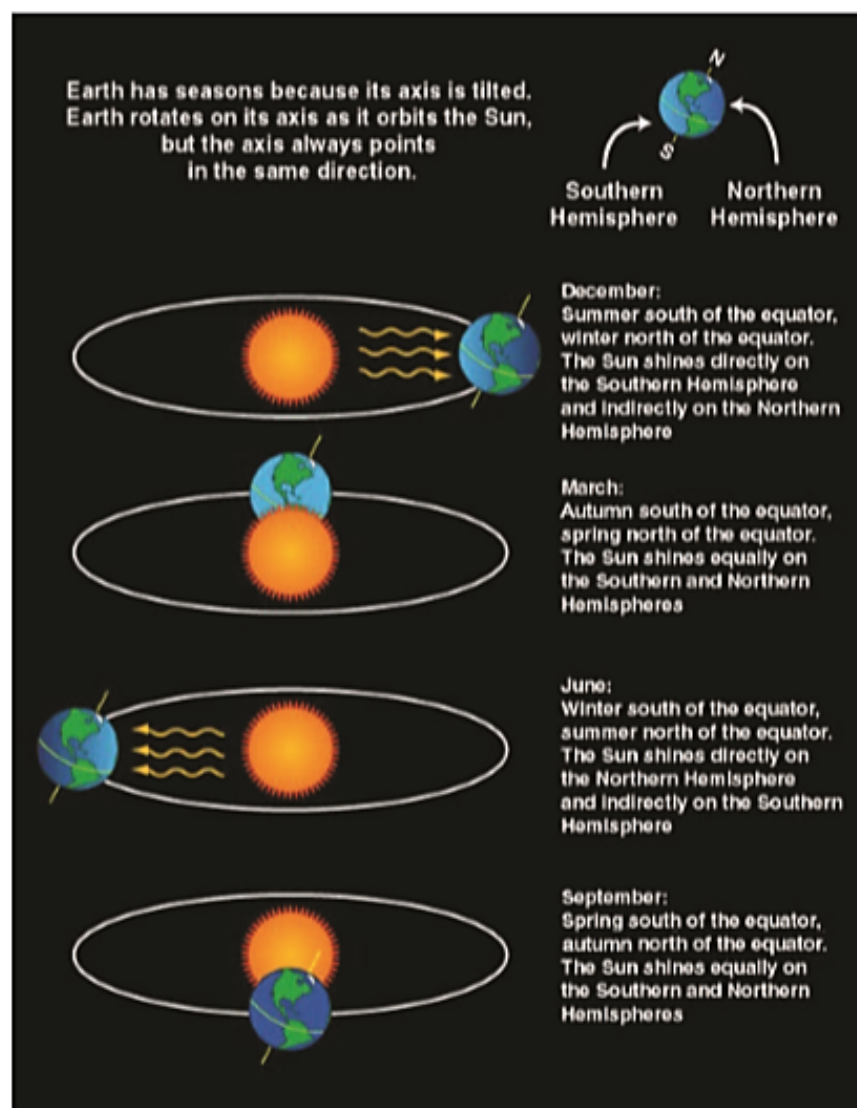 Earth has seasons because its axis is tilted.
Earth rotates on its axis as it orbits the Sun,
but the axis always points
in the same direction.
N
S
Southern
Hemisphere
Northern
Hemisphere
December:
Summer south of the equator,
winter north of the equator.
The Sun shines directly on
the Southern Hemisphere
and indirectly on the Northern
Hemisphere
March:
Autumn south of the equator,
spring north of the equator.
The Sun shines equally on
the Southern and Northern
Hemispheres
June:
Winter south of the equator,
summer north of the equator.
The Sun shines directly on
the Northern Hemisphere
and indirectly on the Southern
Hemisphere
September:
Spring south of the equator,
autumn north of the equator.
The Sun shines equally on
the Southern and Northern
Hemispheres